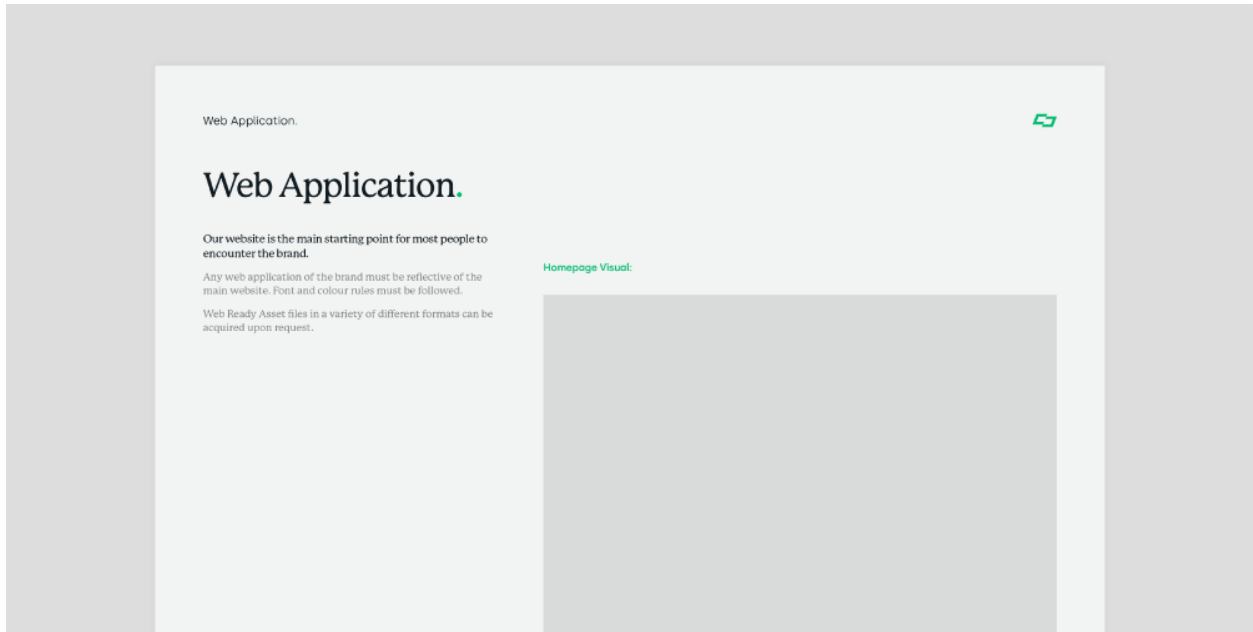 Web Application.
Web Application.
Our website is the main starting point for most people to
encounter the brand.
Any web application of the brand must be reflective of the
main website. Font and colour rules must be followed.
Web Ready Asset files in a variety of different formats can be
acquired upon request.
Homepage Visual: